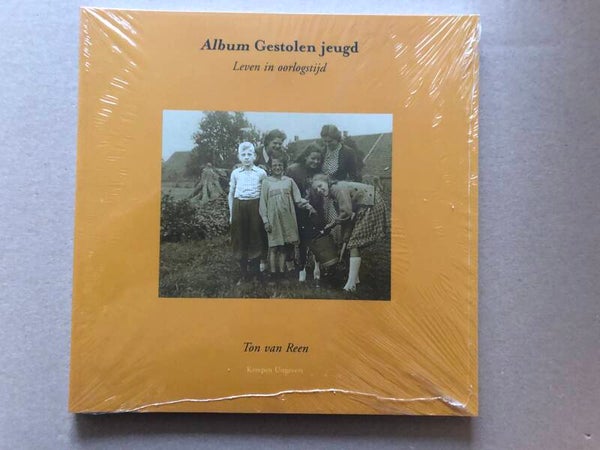 Album Gestolen jeugd
Leven in oorlogstijd
Ton van Reen
Kempen Uitgevers